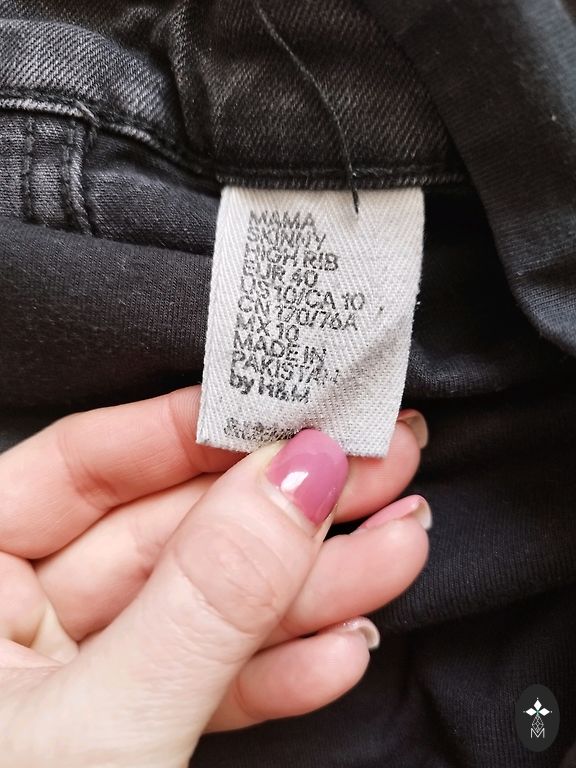 MAMA
SKINNY
HIGH RIB
EUR 40
US 10/CA 10
CN 170/76A
MX 10
MADE IN
PAKISTAN
by H&M
M